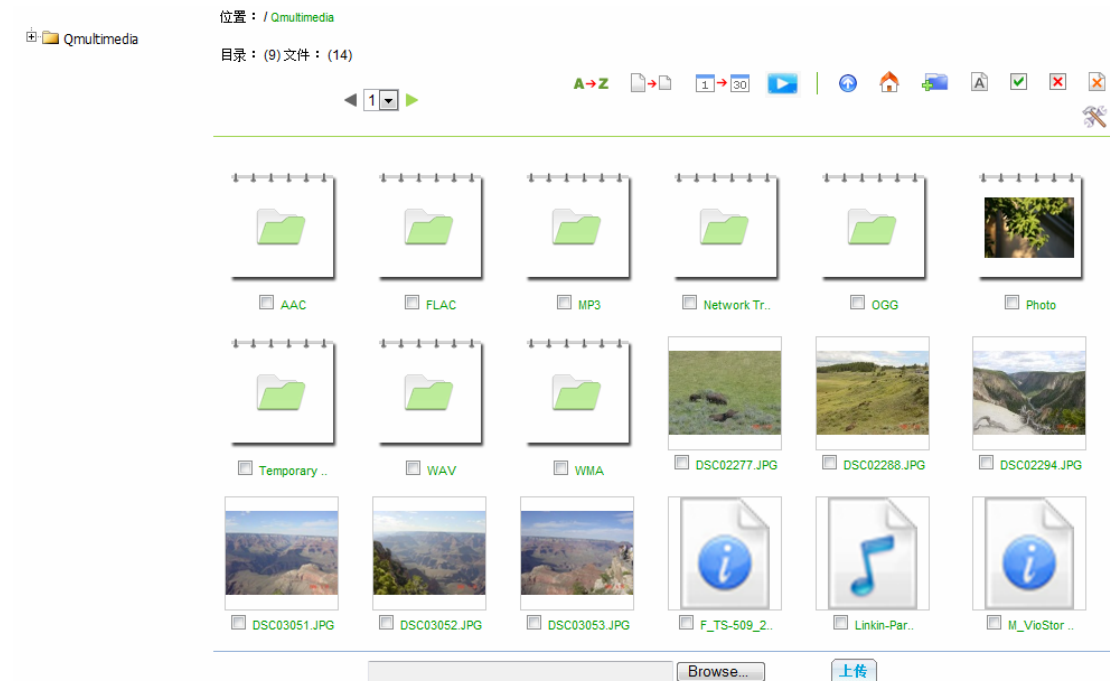 位置： / Qmultimedia
Qmultimedia
目录： (9) 文件： (14)
A→Z 1→30 A
1
AAC FLAC MP3 Network Tr.. OGG Photo
Temporary .. WAV WMA DSC02277.JPG DSC02288.JPG DSC02294.JPG
DSC03051.JPG DSC03052.JPG DSC03053.JPG F_TS-509_2.. Linkin-Par.. M_VioStor ..
Browse... 上传